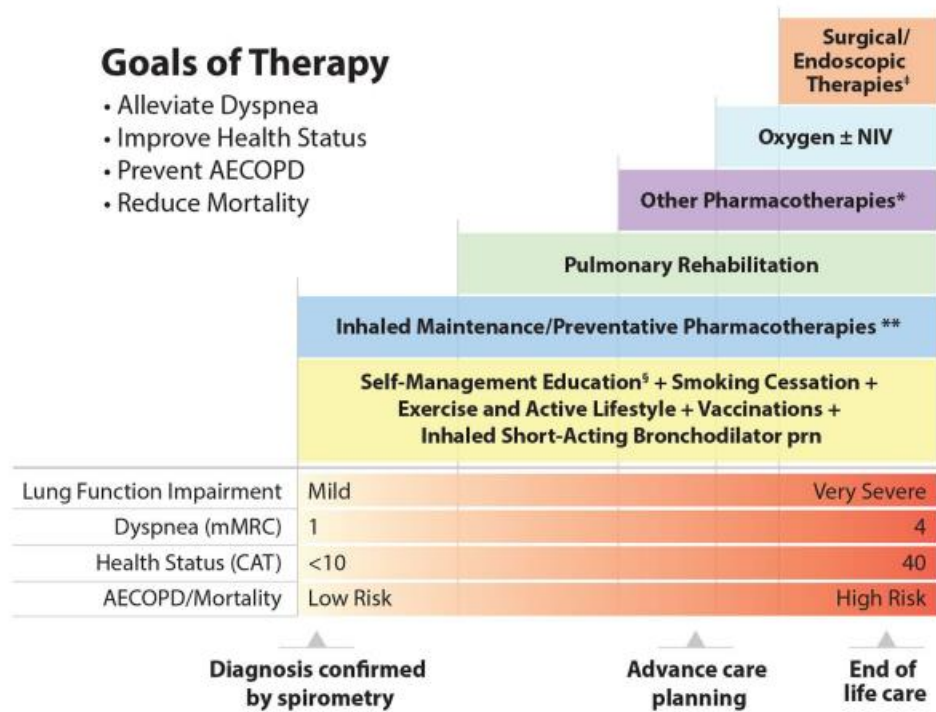 Goals of Therapy
• Alleviate Dyspnea
• Improve Health Status
• Prevent AECOPD
• Reduce Mortality
Surgical/
Endoscopic
Therapies‡
Oxygen ± NIV
Other Pharmacotherapies*
Pulmonary Rehabilitation
Inhaled Maintenance/Preventative Pharmacotherapies **
Self-Management Education§ + Smoking Cessation +
Exercise and Active Lifestyle + Vaccinations +
Inhaled Short-Acting Bronchodilator prn
Lung Function Impairment Mild Very Severe
Dyspnea (mMRC) 1 4
Health Status (CAT) <10 40
AECOPD/Mortality Low Risk High Risk
Diagnosis confirmed
by spirometry
Advance care
planning
End of
life care